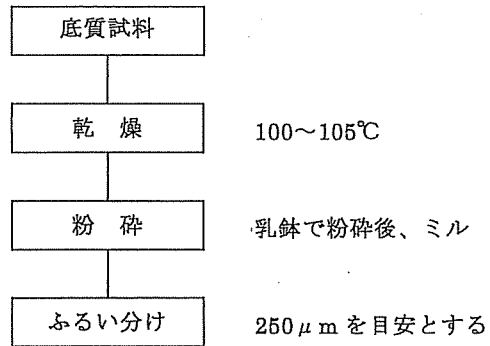 底質試料
乾 燥 100~105℃
粉 砕 乳鉢で粉砕後、ミル
ふるい分け 250μmを目安とする